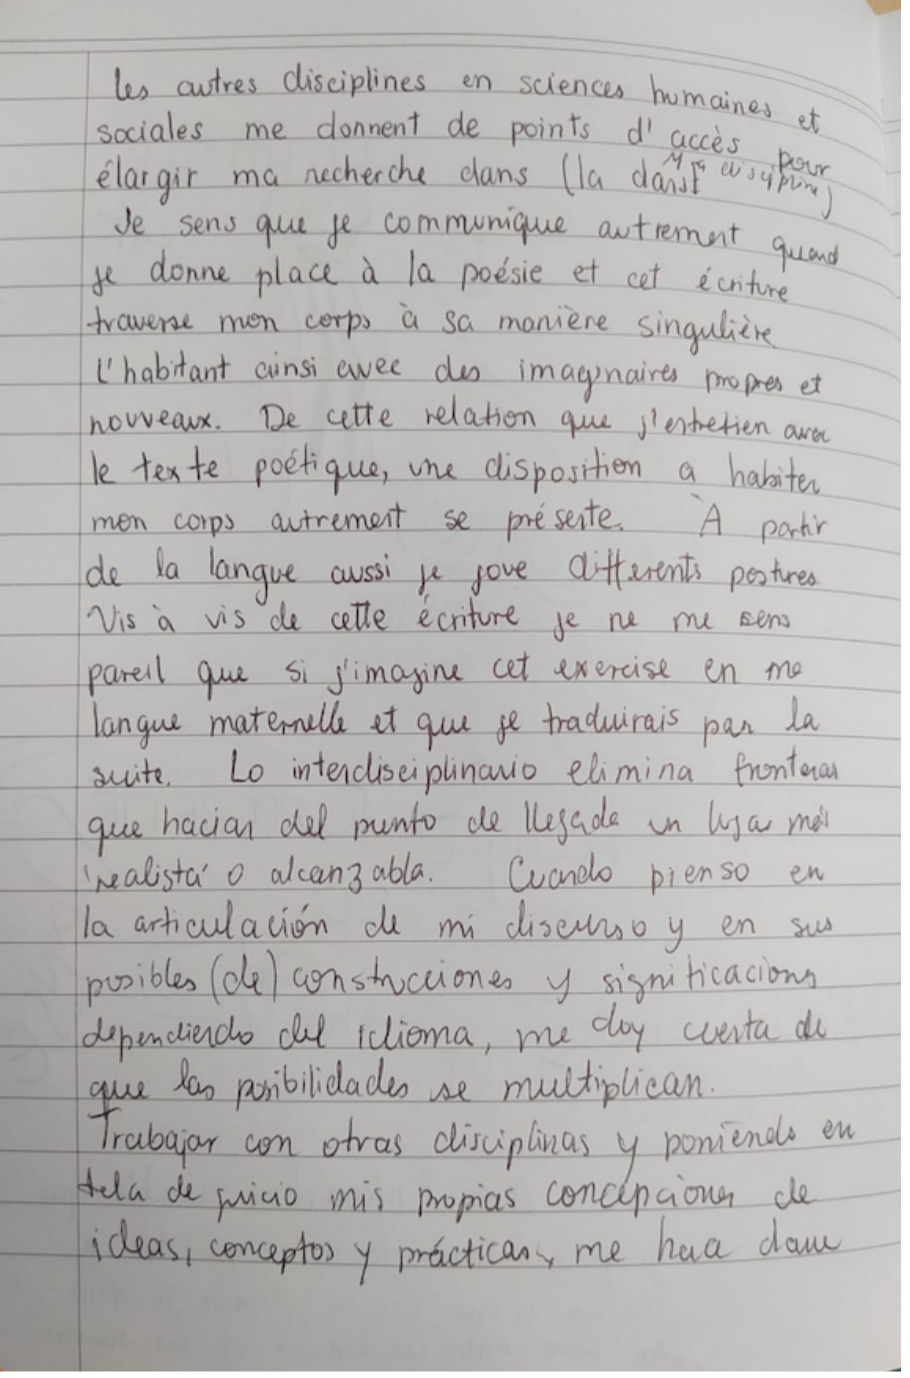 les autres disciplines en sciences humaines et
sociales me donnent de points d'accès pour
élargir ma recherche dans (la danse Ma discipline)
Je sens que je communique autrement quand
je donne place à la poésie et cet écriture
traverse mon corps à sa manière singulière
l'habitant ainsi avec des imaginaires propres et
nouveaux. De cette relation que j'entretien avec
le texte poétique, une disposition a habiter
mon corps autrement se présente. À partir
de la langue aussi je joue différents postures
Vis à vis de cette écriture je ne me sens
pareil que si j'imagine cet exercise en ma
langue maternelle et que je traduirais par la
suite. Lo interdisciplinario elimina fronteras
que hacian del punto de llegada un lugar más
'realista' o alcanzabla. Cuando pienso en
la articulación de mi discurso y en sus
posibles (de) construcciones y significacions
dependiendo del idioma, me doy cuenta de
que las posibilidades se multiplican.
Trabajar con otras disciplinas y poniendo en
tela de juicio mis propias concepciones de
ideas, conceptos y prácticas, me